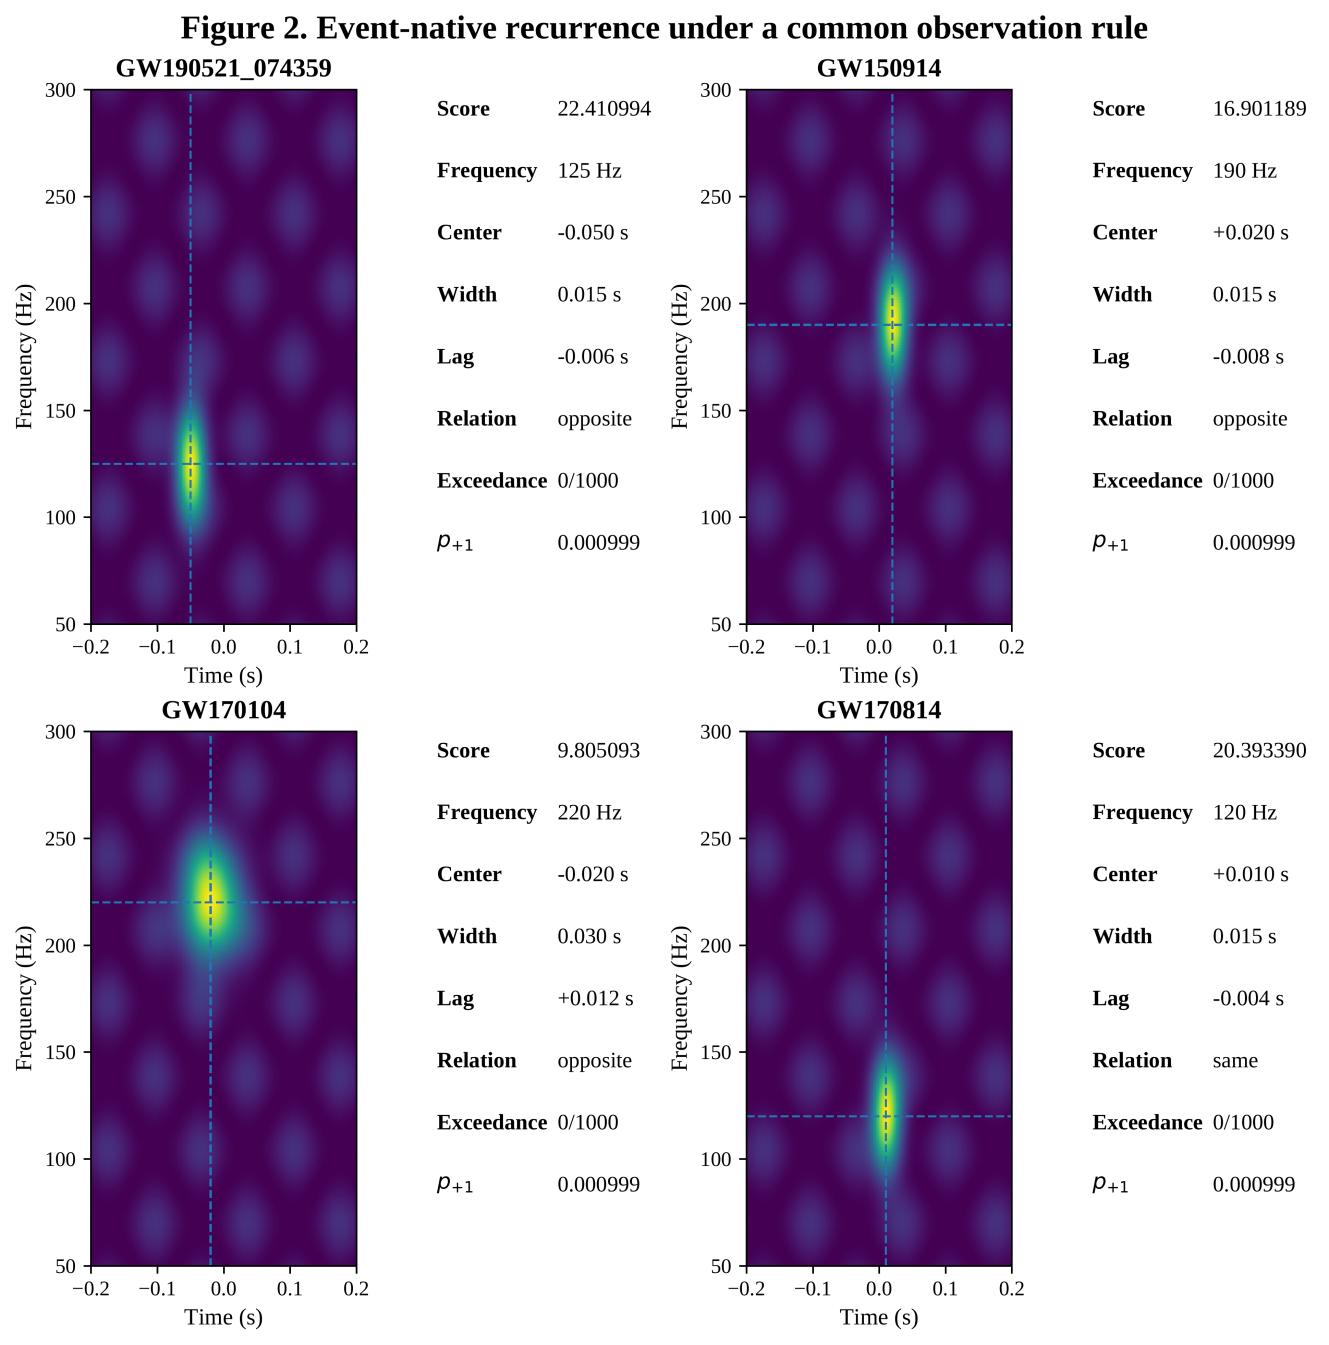 Figure 2. Event-native recurrence under a common observation rule
GW190521_074359
300
250
200
150
100
50
−0.2 −0.1 0.0 0.1 0.2
Frequency (Hz)
Time (s)
Score 22.410994
Frequency 125 Hz
Center -0.050 s
Width 0.015 s
Lag -0.006 s
Relation opposite
Exceedance 0/1000
p+1 0.000999
GW150914
300
250
200
150
100
50
−0.2 −0.1 0.0 0.1 0.2
Frequency (Hz)
Time (s)
Score 16.901189
Frequency 190 Hz
Center +0.020 s
Width 0.015 s
Lag -0.008 s
Relation opposite
Exceedance 0/1000
p+1 0.000999
GW170104
300
250
200
150
100
50
−0.2 −0.1 0.0 0.1 0.2
Frequency (Hz)
Time (s)
Score 9.805093
Frequency 220 Hz
Center -0.020 s
Width 0.030 s
Lag +0.012 s
Relation opposite
Exceedance 0/1000
p+1 0.000999
GW170814
300
250
200
150
100
50
−0.2 −0.1 0.0 0.1 0.2
Frequency (Hz)
Time (s)
Score 20.393390
Frequency 120 Hz
Center +0.010 s
Width 0.015 s
Lag -0.004 s
Relation same
Exceedance 0/1000
p+1 0.000999